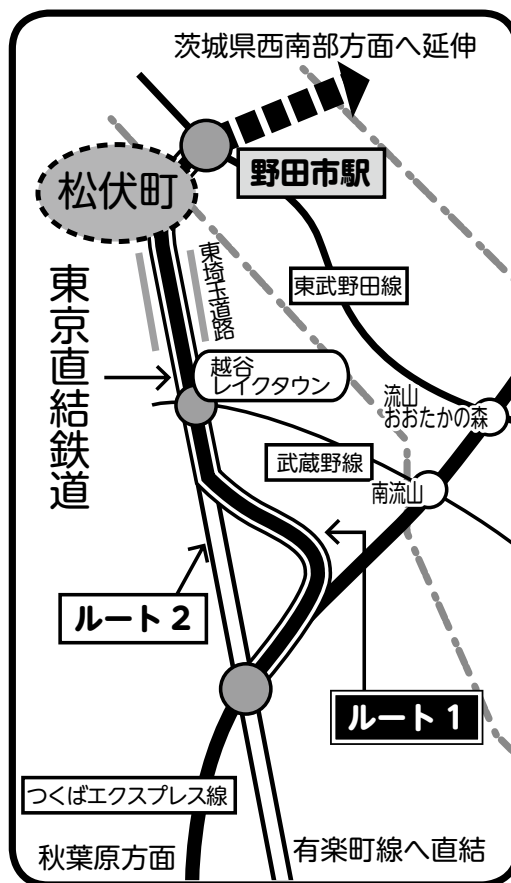 茨城県西南部方面へ延伸
野田市駅
松伏町
東埼玉道路
東武野田線
東京直結鉄道
越谷
レイクタウン
流山
おおたかの森
武蔵野線
南流山
ルート2
ルート1
つくばエクスプレス線
秋葉原方面
有楽町線へ直結